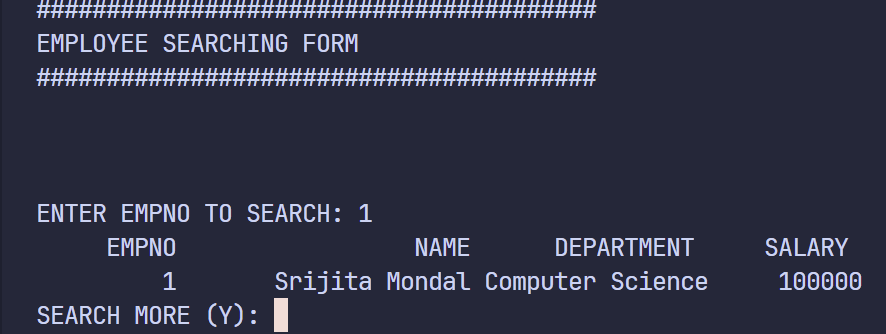 ########################################
EMPLOYEE SEARCHING FORM
########################################
ENTER EMPNO TO SEARCH: 1
EMPNO NAME DEPARTMENT SALARY
1 Srijita Mondal Computer Science 100000
SEARCH MORE (Y):